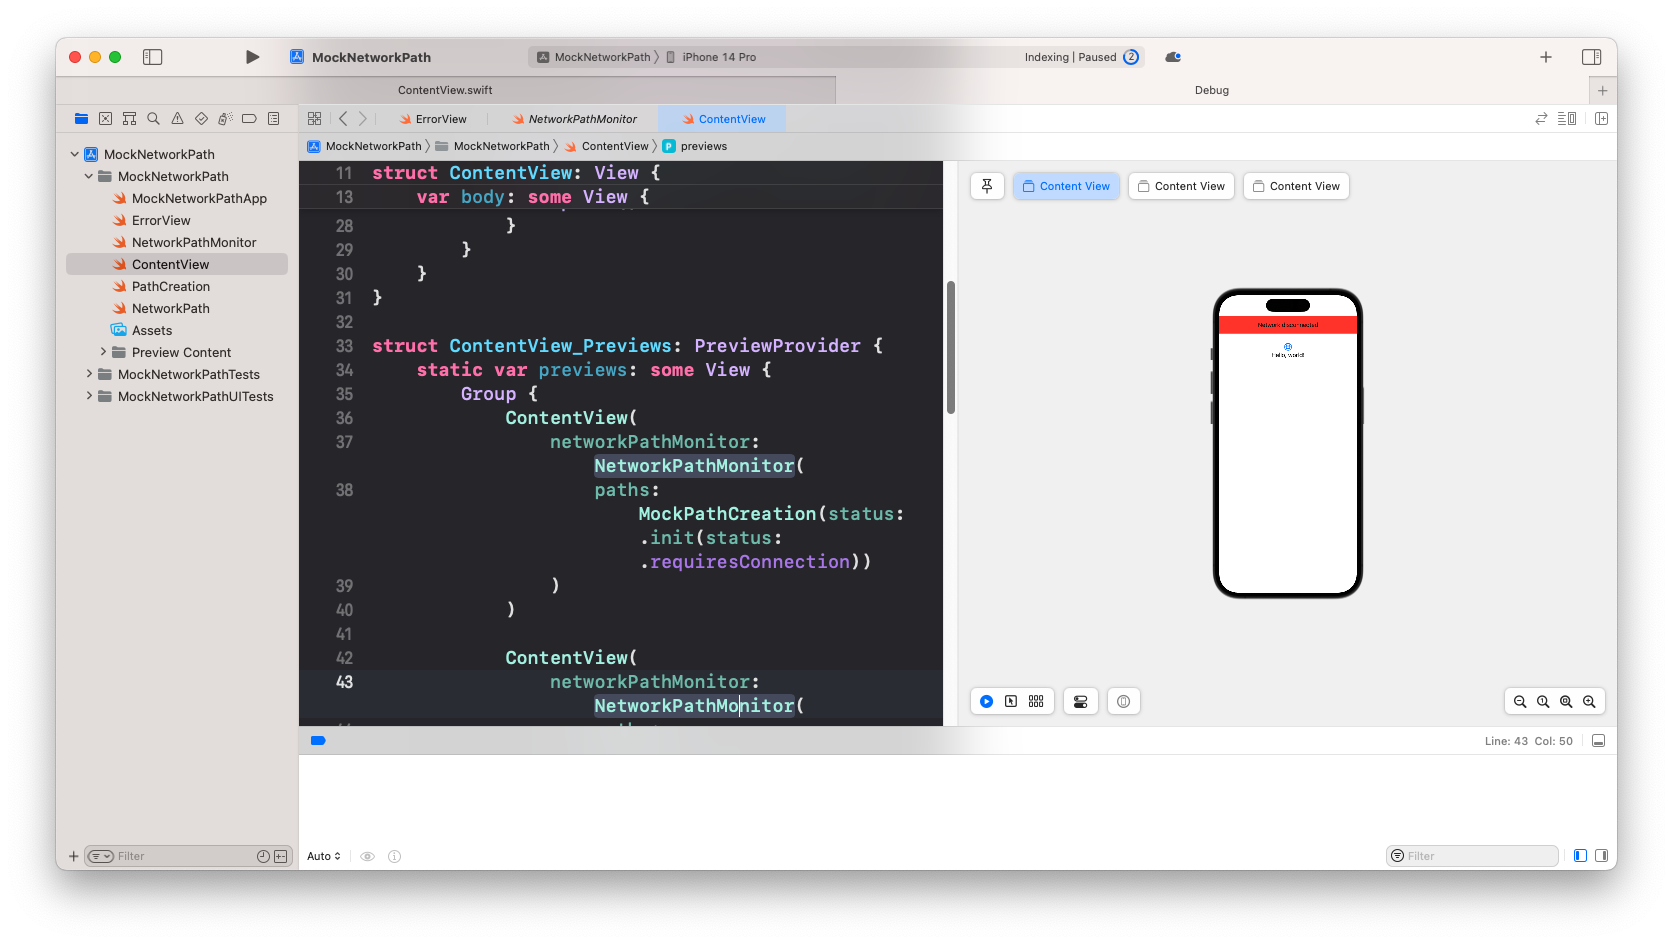 MockNetworkPath
MockNetworkPath
iPhone 14 Pro
Indexing | Paused
2
ContentView.swift
Debug
ErrorView
NetworkPathMonitor
ContentView
MockNetworkPath
MockNetworkPath
ContentView
P
previews
MockNetworkPath
MockNetworkPath
MockNetworkPathApp
ErrorView
NetworkPathMonitor
ContentView
PathCreation
NetworkPath
Assets
Preview Content
MockNetworkPathTests
MockNetworkPathUITests
11 struct ContentView: View {
13 var body: some View {
28 }
29 }
30 }
31 }
32
33 struct ContentView_Previews: PreviewProvider {
34 static var previews: some View {
35 Group {
36 ContentView(
37 networkPathMonitor:
NetworkPathMonitor(
38 paths:
MockPathCreation(status:
.init(status:
.requiresConnection))
39 )
40 )
41
42 ContentView(
43 networkPathMonitor:
NetworkPathMonitor(
Content View
Content View
Content View
Network disconnected
Hello, world!
Line: 43 Col: 50
Filter
Auto
Filter